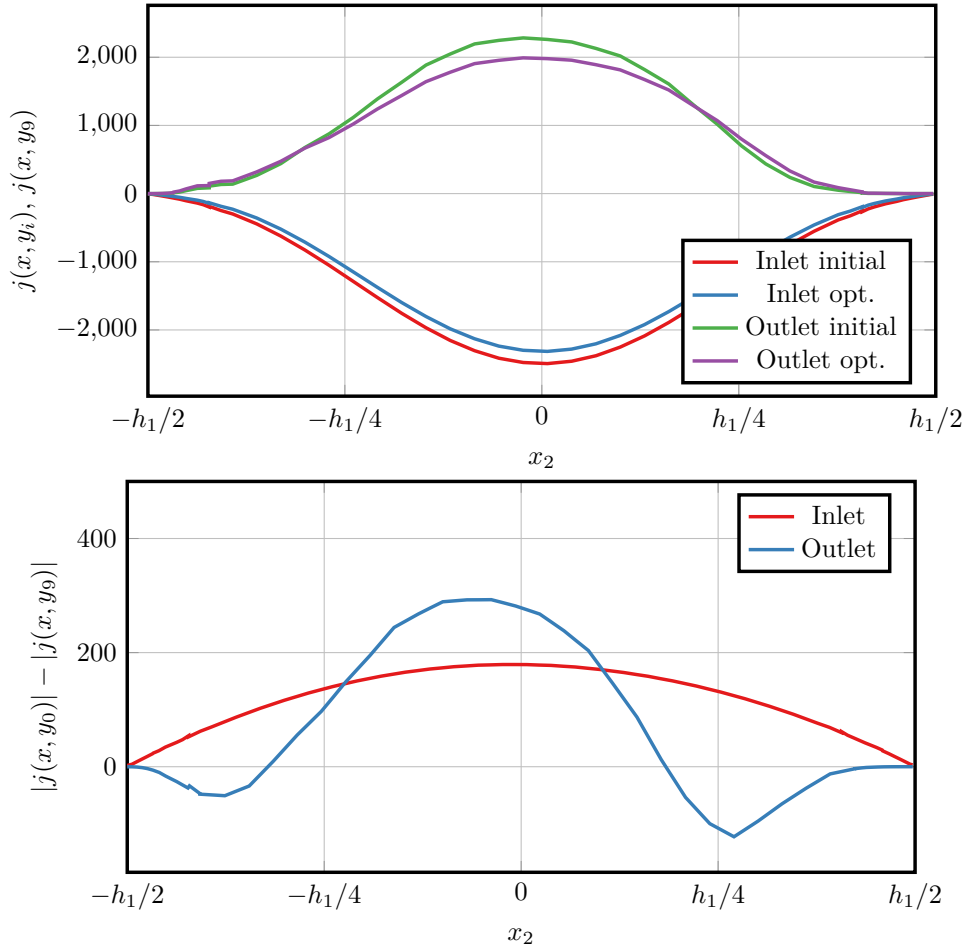 2,000
1,000
0
−1,000
−2,000
j(x, y_i), j(x, y_9)
Inlet initial
Inlet opt.
Outlet initial
Outlet opt.
−h_1/2 −h_1/4 0 h_1/4 h_1/2
x_2
400
200
0
|j(x, y_0)| − |j(x, y_9)|
Inlet
Outlet
−h_1/2 −h_1/4 0 h_1/4 h_1/2
x_2